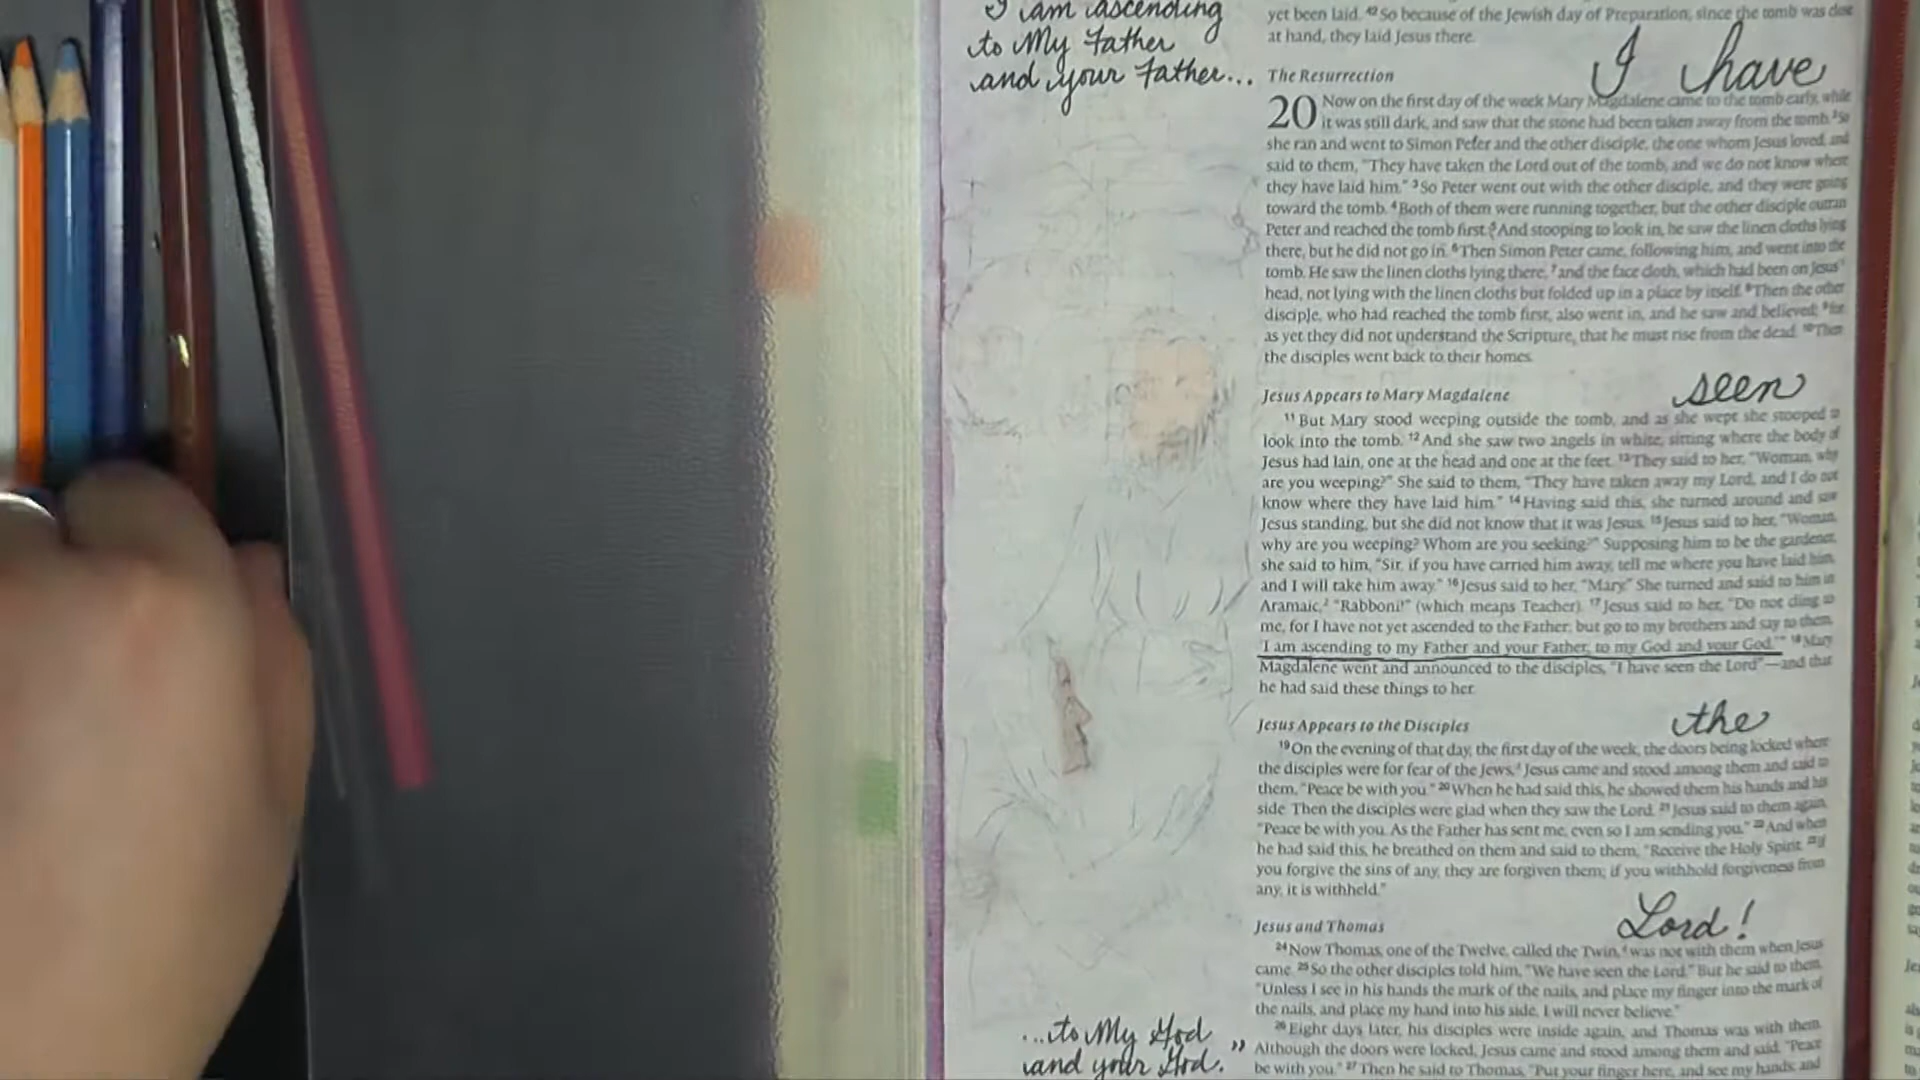 I am ascending
to My Father
and your Father...
...to My God
and your God."
yet been laid. 42 So because of the Jewish day of Preparation, since the tomb was close
at hand, they laid Jesus there.
I have
The Resurrection
20 Now on the first day of the week Mary Magdalene came to the tomb early, while
it was still dark, and saw that the stone had been taken away from the tomb. 2 So
she ran and went to Simon Peter and the other disciple, the one whom Jesus loved, and
said to them, "They have taken the Lord out of the tomb, and we do not know where
they have laid him." 3 So Peter went out with the other disciple, and they were going
toward the tomb. 4 Both of them were running together, but the other disciple outran
Peter and reached the tomb first. 5 And stooping to look in, he saw the linen cloths lying
there, but he did not go in. 6 Then Simon Peter came, following him, and went into the
tomb. He saw the linen cloths lying there, 7 and the face cloth, which had been on Jesus'
head, not lying with the linen cloths but folded up in a place by itself. 8 Then the other
disciple, who had reached the tomb first, also went in, and he saw and believed; 9 for
as yet they did not understand the Scripture, that he must rise from the dead. 10 Then
the disciples went back to their homes.
seen
Jesus Appears to Mary Magdalene
11 But Mary stood weeping outside the tomb, and as she wept she stooped to
look into the tomb. 12 And she saw two angels in white, sitting where the body of
Jesus had lain, one at the head and one at the feet. 13 They said to her, "Woman, why
are you weeping?" She said to them, "They have taken away my Lord, and I do not
know where they have laid him." 14 Having said this, she turned around and saw
Jesus standing, but she did not know that it was Jesus. 15 Jesus said to her, "Woman,
why are you weeping? Whom are you seeking?" Supposing him to be the gardener,
she said to him, "Sir, if you have carried him away, tell me where you have laid him,
and I will take him away." 16 Jesus said to her, "Mary." She turned and said to him in
Aramaic, 2 "Rabboni!" (which means Teacher). 17 Jesus said to her, "Do not cling to
me, for I have not yet ascended to the Father; but go to my brothers and say to them,
'I am ascending to my Father and your Father, to my God and your God.'" 18 Mary
Magdalene went and announced to the disciples, "I have seen the Lord"—and that
he had said these things to her.
the
Jesus Appears to the Disciples
19 On the evening of that day, the first day of the week, the doors being locked where
the disciples were for fear of the Jews, Jesus came and stood among them and said to
them, "Peace be with you." 20 When he had said this, he showed them his hands and his
side. Then the disciples were glad when they saw the Lord. 21 Jesus said to them again,
"Peace be with you. As the Father has sent me, even so I am sending you." 22 And when
he had said this, he breathed on them and said to them, "Receive the Holy Spirit. 23 If
you forgive the sins of any, they are forgiven them; if you withhold forgiveness from
any, it is withheld."
Lord!
Jesus and Thomas
24 Now Thomas, one of the Twelve, called the Twin, was not with them when Jesus
came. 25 So the other disciples told him, "We have seen the Lord." But he said to them,
"Unless I see in his hands the mark of the nails, and place my finger into the mark of
the nails, and place my hand into his side, I will never believe."
26 Eight days later, his disciples were inside again, and Thomas was with them.
Although the doors were locked, Jesus came and stood among them and said, "Peace
be with you." 27 Then he said to Thomas, "Put your finger here, and see my hands; and